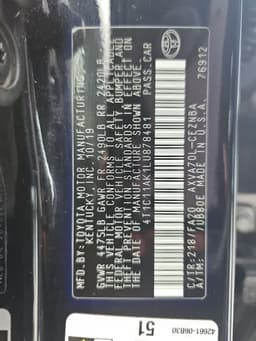 MFD.BY:TOYOTA MOTOR MANUFACTURING,
KENTUCKY, INC. 10/19
GVWR 4475LB GAWR FR 2490LB RR 2420LB
THIS VEHICLE CONFORMS TO ALL APPLICABLE
FEDERAL MOTOR VEHICLE SAFETY, BUMPER AND
THEFT PREVENTION STANDARDS IN EFFECT ON
THE DATE OF MANUFACTURE SHOWN ABOVE.
4T1C11AK1LU878481 PASS.CAR
C/TR:218/FA20 AXVA70L-CEZNBA
A/TM: /UB80E MADE IN U.S.A. 76912
42661-06B30
51